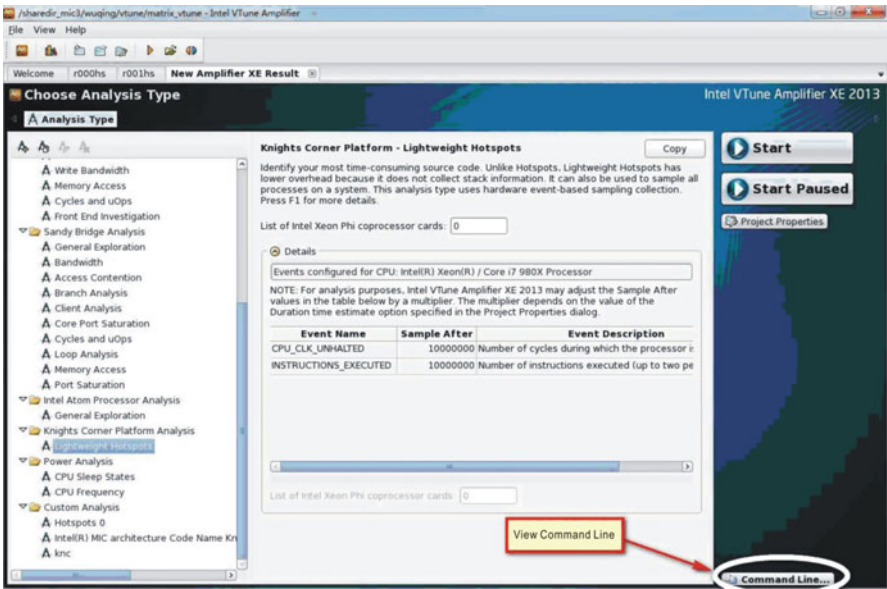 /sharedir_mic3/wuqing/vtune/matrix_vtune - Intel VTune Amplifier
File View Help
Welcome r000hs r001hs New Amplifier XE Result
Choose Analysis Type
Intel VTune Amplifier XE 2013
Analysis Type
Write Bandwidth
Memory Access
Cycles and uOps
Front End Investigation
Sandy Bridge Analysis
General Exploration
Bandwidth
Access Contention
Branch Analysis
Client Analysis
Core Port Saturation
Cycles and uOps
Loop Analysis
Memory Access
Port Saturation
Intel Atom Processor Analysis
General Exploration
Knights Corner Platform Analysis
Lightweight Hotspots
Power Analysis
CPU Sleep States
CPU Frequency
Custom Analysis
Hotspots 0
Intel(R) MIC architecture Code Name Kn
knc
Knights Corner Platform - Lightweight Hotspots
Copy
Identify your most time-consuming source code. Unlike Hotspots, Lightweight Hotspots has
lower overhead because it does not collect stack information. It can also be used to sample all
processes on a system. This analysis type uses hardware event-based sampling collection.
Press F1 for more details.
List of Intel Xeon Phi coprocessor cards: 0
Details
Events configured for CPU: Intel(R) Xeon(R) / Core i7 980X Processor
NOTE: For analysis purposes, Intel VTune Amplifier XE 2013 may adjust the Sample After
values in the table below by a multiplier. The multiplier depends on the value of the
Duration time estimate option specified in the Project Properties dialog.
Event Name Sample After Event Description
CPU_CLK_UNHALTED 10000000 Number of cycles during which the processor i
INSTRUCTIONS_EXECUTED 10000000 Number of instructions executed (up to two pe
List of Intel Xeon Phi coprocessor cards: 0
Start
Start Paused
Project Properties
View Command Line
Command Line...